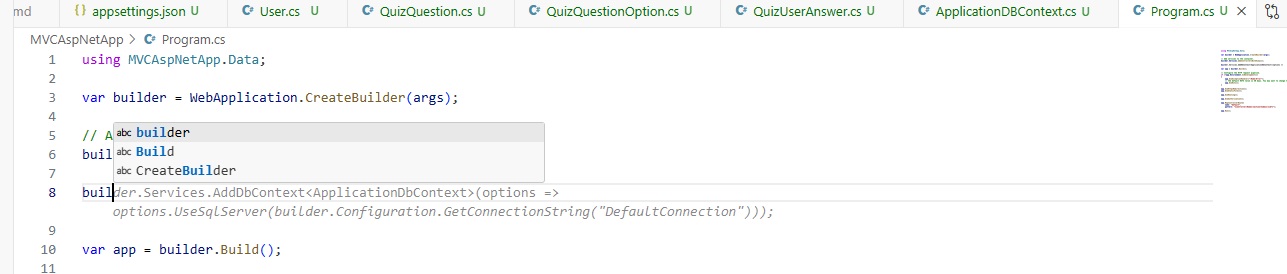 md appsettings.json U User.cs U QuizQuestion.cs U QuizQuestionOption.cs U QuizUserAnswer.cs U ApplicationDBContext.cs U Program.cs U
MVCAspNetApp > Program.cs
1 using MVCAspNetApp.Data;
2
3 var builder = WebApplication.CreateBuilder(args);
4
5 // A
abc builder
6 buil
abc Build
7
abc CreateBuilder
8 builder.Services.AddDbContext<ApplicationDbContext>(options =>
options.UseSqlServer(builder.Configuration.GetConnectionString("DefaultConnection")));
9
10 var app = builder.Build();
11